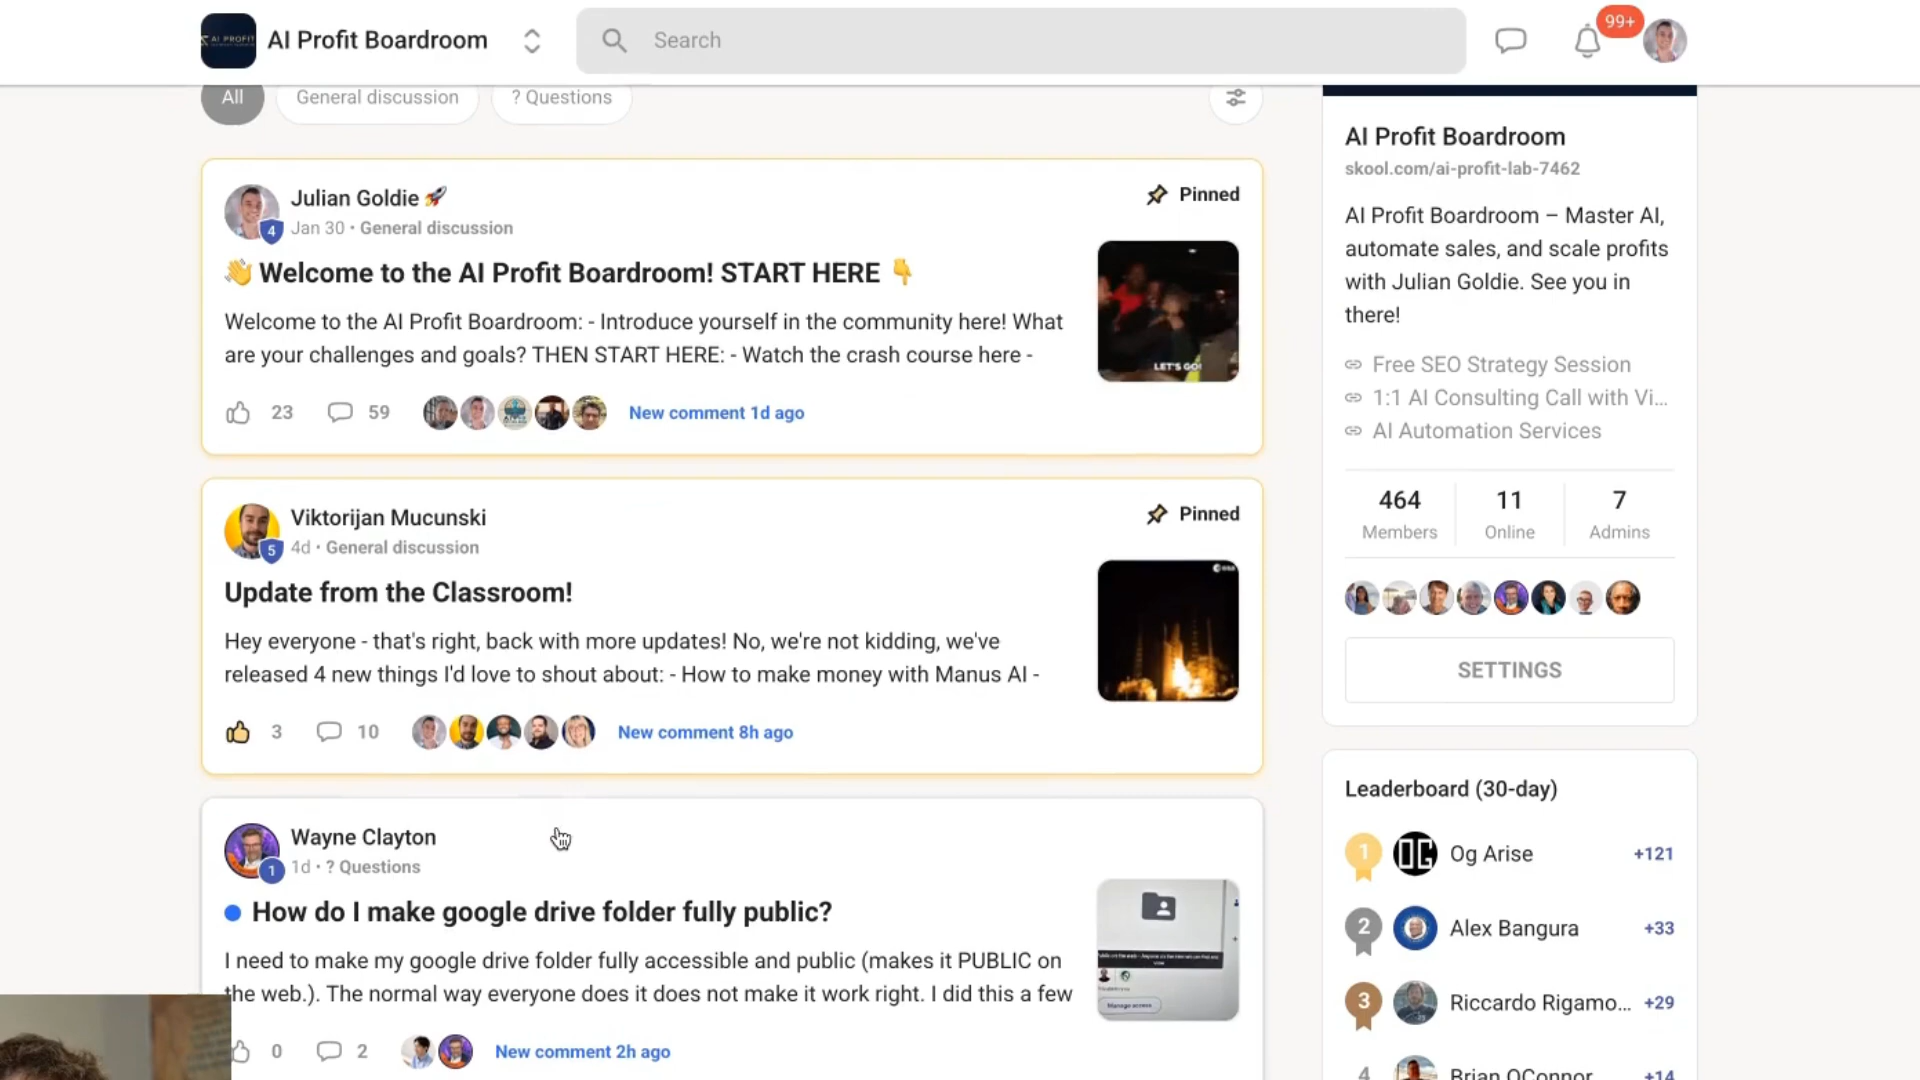 AI PROFIT
AI Profit Boardroom
Search
99+
All
General discussion
? Questions
Julian Goldie 🚀
4
Jan 30 • General discussion
Pinned
👋 Welcome to the AI Profit Boardroom! START HERE 👇
Welcome to the AI Profit Boardroom: - Introduce yourself in the community here! What
are your challenges and goals? THEN START HERE: - Watch the crash course here -
LET'S GO!
23
59
New comment 1d ago
Viktorijan Mucunski
5
4d • General discussion
Pinned
Update from the Classroom!
Hey everyone - that's right, back with more updates! No, we're not kidding, we've
released 4 new things I'd love to shout about: - How to make money with Manus AI -
3
10
New comment 8h ago
Wayne Clayton
1
1d • ? Questions
How do I make google drive folder fully public?
I need to make my google drive folder fully accessible and public (makes it PUBLIC on
the web.). The normal way everyone does it does not make it work right. I did this a few
Manage access
0
2
New comment 2h ago
AI Profit Boardroom
skool.com/ai-profit-lab-7462
AI Profit Boardroom – Master AI,
automate sales, and scale profits
with Julian Goldie. See you in
there!
Free SEO Strategy Session
1:1 AI Consulting Call with Vi...
AI Automation Services
464
Members
11
Online
7
Admins
SETTINGS
Leaderboard (30-day)
1
OG
Og Arise
+121
2
Alex Bangura
+33
3
Riccardo Rigamo...
+29
4
Brian OConnor
+14